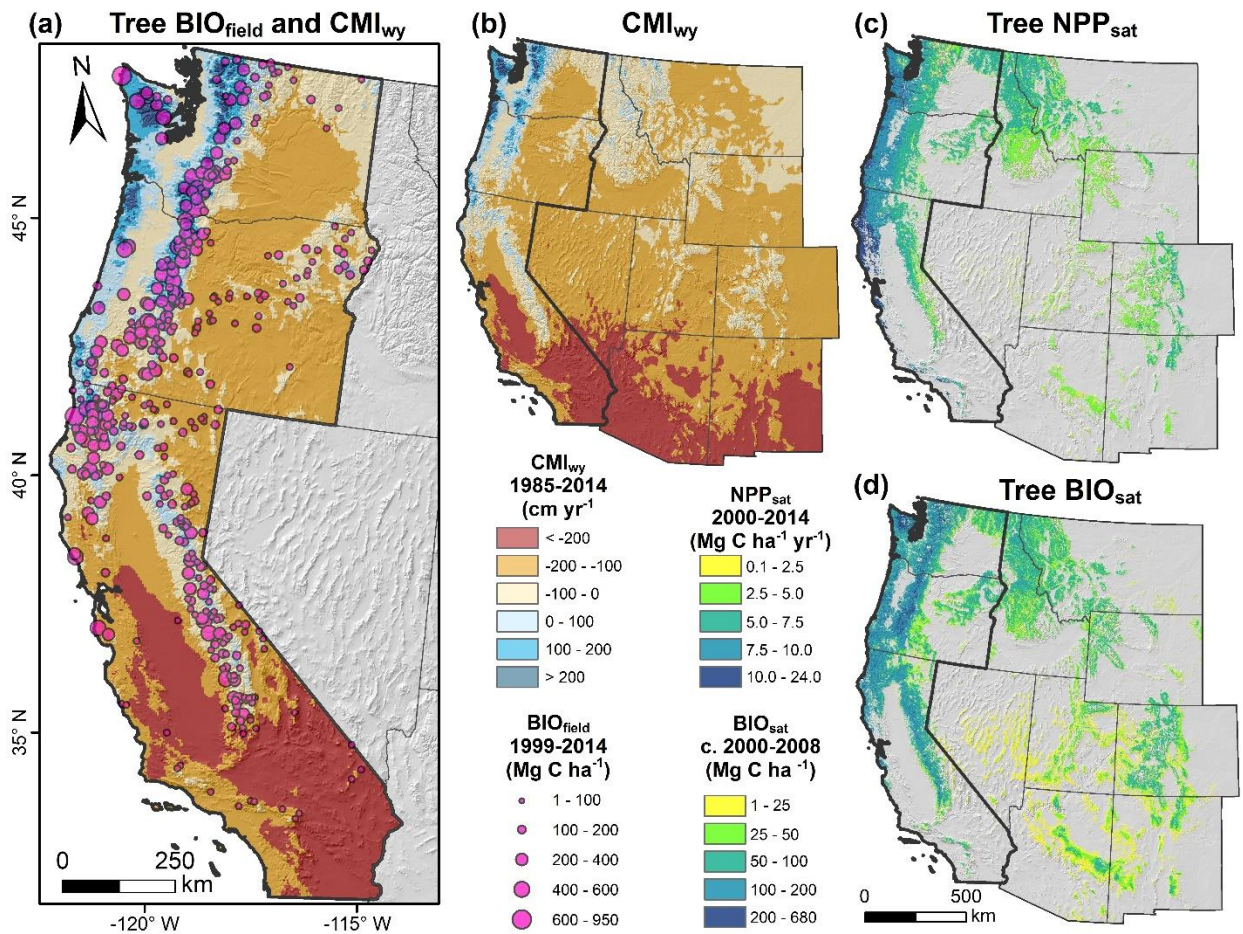 (a) Tree BIOfield and CMIwy
N
45° N
40° N
35° N
0 250
km
-120° W -115° W
(b) CMIwy
(c) Tree NPPsat
(d) Tree BIOsat
0 500
km
CMIwy
1985-2014
(cm yr-1
< -200
-200 - -100
-100 - 0
0 - 100
100 - 200
> 200
NPPsat
2000-2014
(Mg C ha-1 yr-1)
0.1 - 2.5
2.5 - 5.0
5.0 - 7.5
7.5 - 10.0
10.0 - 24.0
BIOfield
1999-2014
(Mg C ha-1)
1 - 100
100 - 200
200 - 400
400 - 600
600 - 950
BIOsat
c. 2000-2008
(Mg C ha -1)
1 - 25
25 - 50
50 - 100
100 - 200
200 - 680